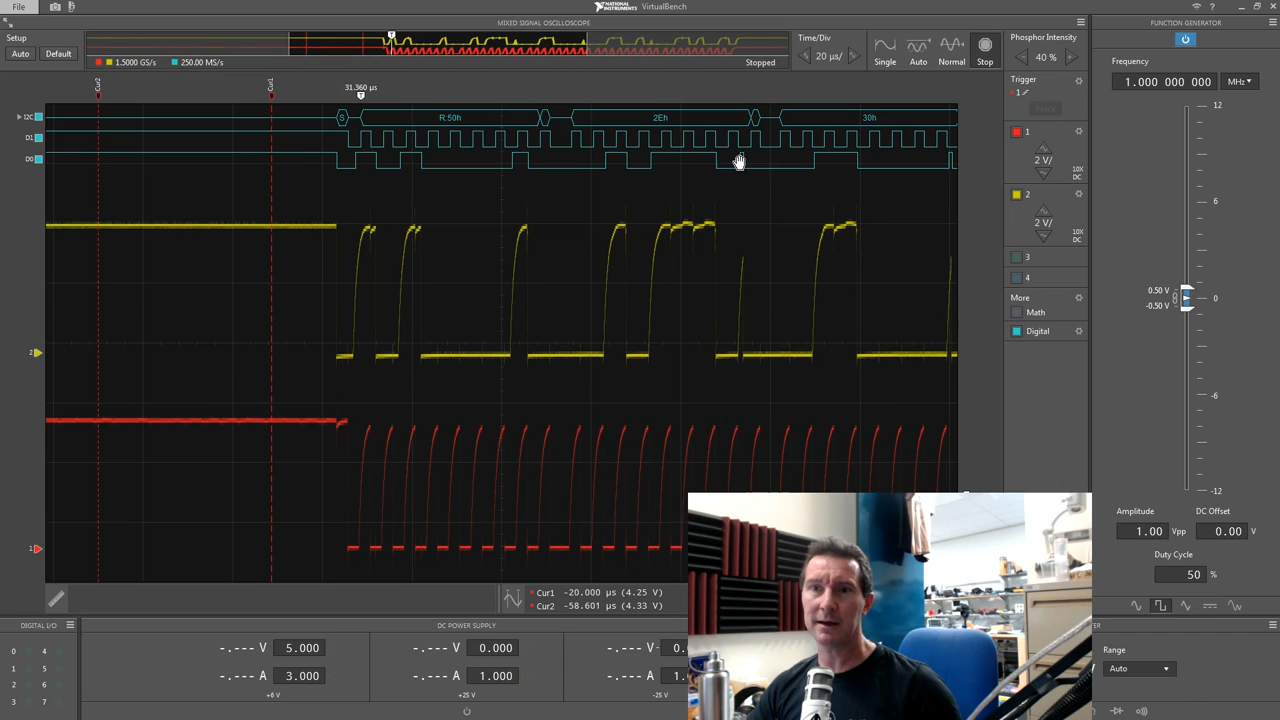 File
NATIONAL INSTRUMENTS VirtualBench
MIXED SIGNAL OSCILLOSCOPE
FUNCTION GENERATOR
Setup
Auto Default
1.5000 GS/s 250.00 MS/s Stopped
Time/Div
20 µs/
Single Auto Normal Stop
Phosphor Intensity
40 %
Trigger
1
Force
1
2 V/
10X
DC
2
2 V/
10X
DC
3
4
More
Math
Digital
Cur2 Cur1 31.360 µs
I2C S R:50h 2Eh 30h
D1
D0
2
1
Cur1 -20.000 µs (4.25 V)
Cur2 -58.601 µs (4.33 V)
Frequency
1.000 000 000 MHz
12
6
0.50 V
0
-0.50 V
-6
-12
Amplitude DC Offset
1.00 Vpp 0.00 V
Duty Cycle
50 %
DIGITAL I/O
0 4
1 5
2 6
3 7
DC POWER SUPPLY
-.--- V 5.000
-.--- A 3.000
+6 V
-.--- V 0.000
-.--- A 1.000
+25 V
-.--- V
-.--- A
-25 V
Range
Auto